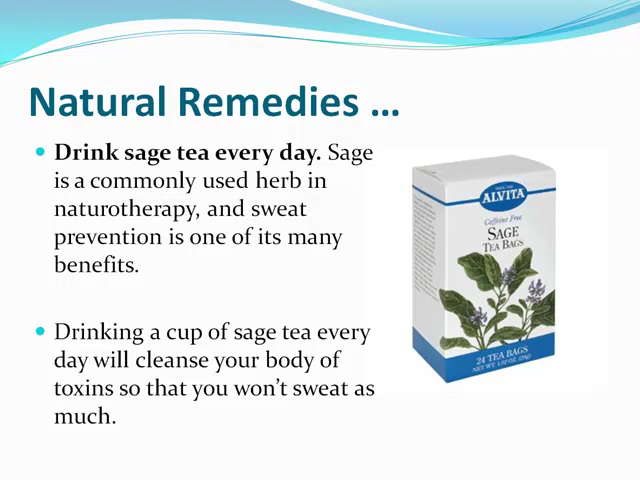 Natural Remedies ...
Drink sage tea every day. Sage
is a commonly used herb in
naturotherapy, and sweat
prevention is one of its many
benefits.
Drinking a cup of sage tea every
day will cleanse your body of
toxins so that you won't sweat as
much.
ALVITA
Caffeine Free
SAGE
TEA BAGS
24 TEA BAGS